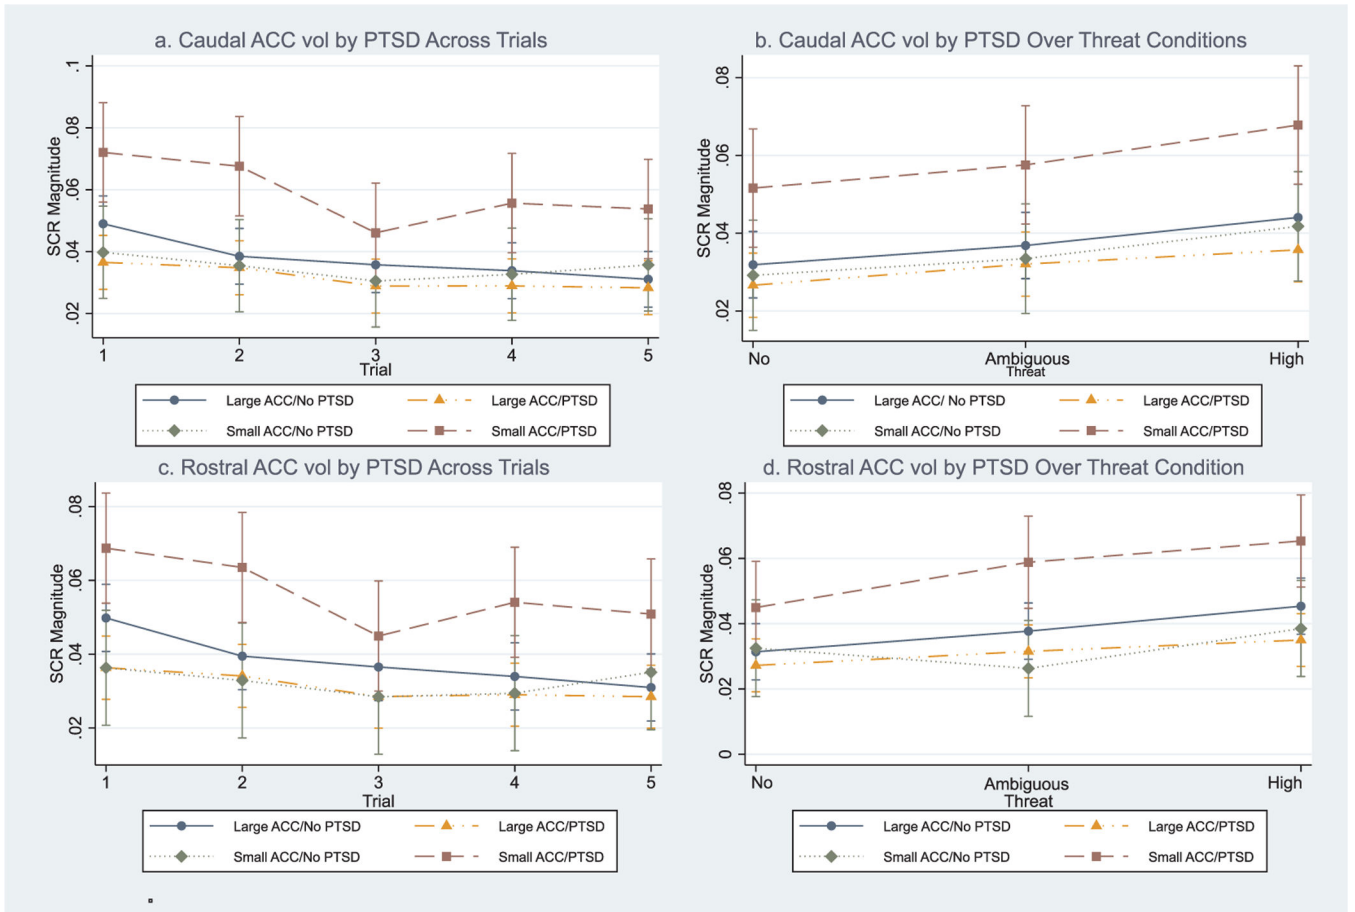 a. Caudal ACC vol by PTSD Across Trials
SCR Magnitude
.1
.08
.06
.04
.02
1 2 3 4 5
Trial
Large ACC/No PTSD Large ACC/PTSD
Small ACC/No PTSD Small ACC/PTSD
b. Caudal ACC vol by PTSD Over Threat Conditions
SCR Magnitude
.08
.06
.04
.02
No Ambiguous High
Threat
Large ACC/ No PTSD Large ACC/PTSD
Small ACC/No PTSD Small ACC/PTSD
c. Rostral ACC vol by PTSD Across Trials
SCR Magnitude
.08
.06
.04
.02
1 2 3 4 5
Trial
Large ACC/No PTSD Large ACC/PTSD
Small ACC/No PTSD Small ACC/PTSD
d. Rostral ACC vol by PTSD Over Threat Condition
SCR Magnitude
.08
.06
.04
.02
0
No Ambiguous High
Threat
Large ACC/No PTSD Large ACC/PTSD
Small ACC/No PTSD Small ACC/PTSD